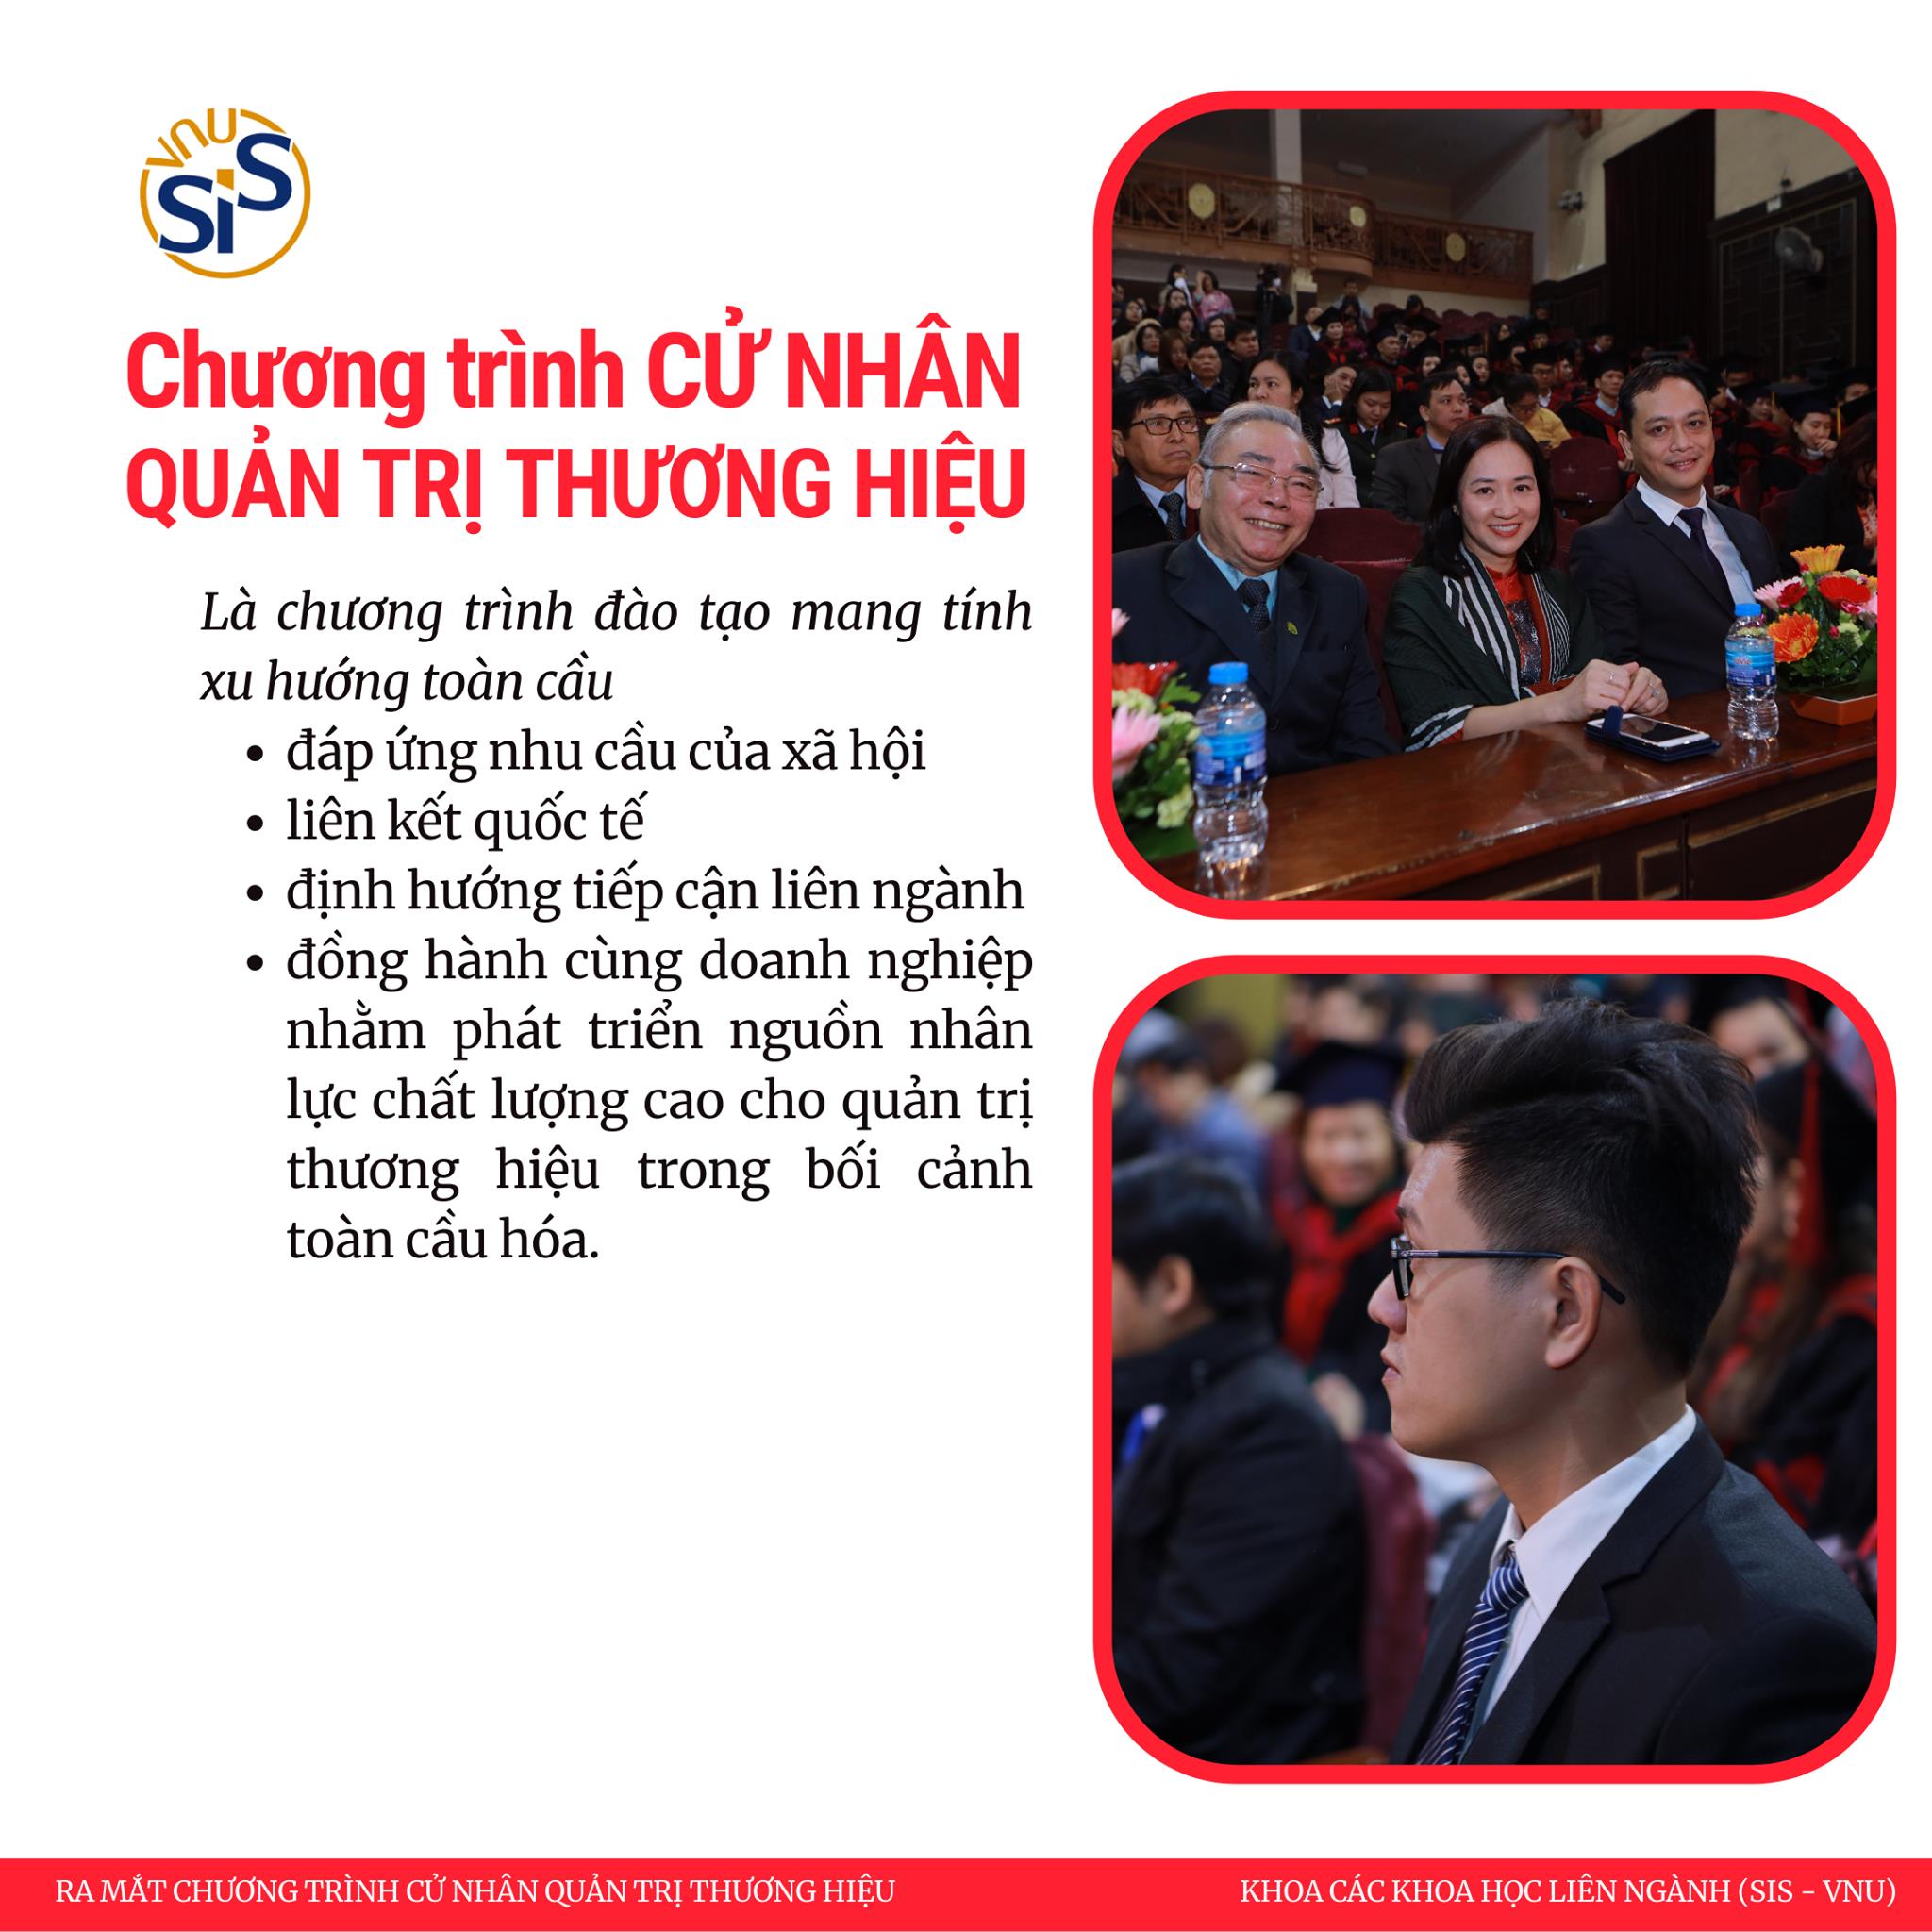 VNU
SIS
Chương trình CỬ NHÂN
QUẢN TRỊ THƯƠNG HIỆU
Là chương trình đào tạo mang tính
xu hướng toàn cầu
• đáp ứng nhu cầu của xã hội
• liên kết quốc tế
• định hướng tiếp cận liên ngành
• đồng hành cùng doanh nghiệp
nhằm phát triển nguồn nhân
lực chất lượng cao cho quản trị
thương hiệu trong bối cảnh
toàn cầu hóa.
RA MẮT CHƯƠNG TRÌNH CỬ NHÂN QUẢN TRỊ THƯƠNG HIỆU
KHOA CÁC KHOA HỌC LIÊN NGÀNH (SIS - VNU)